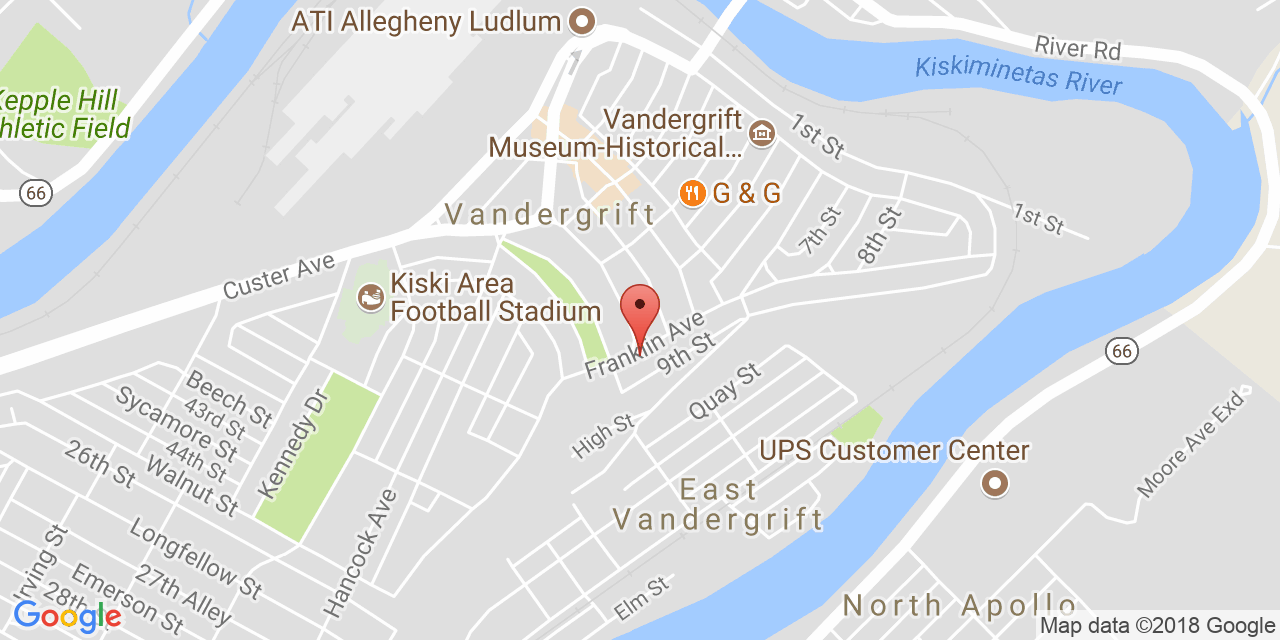 ATI Allegheny Ludlum
River Rd
Kiskiminetas River
Kepple Hill
hletic Field
66
Vandergrift
Museum-Historical...
1st St
G & G
Vandergrift
7th St
8th St
1st St
Custer Ave
Kiski Area
Football Stadium
Franklin Ave
9th St
66
Quay St
Beech St
43rd St
Sycamore St
44th St
Kennedy Dr
High St
Moore Ave Exd
26th St
Walnut St
UPS Customer Center
East
Vandergrift
Hancock Ave
Longfellow St
Irving St
27th Alley
Emerson St
28th
Elm St
North Apollo
Google
Map data ©2018 Google